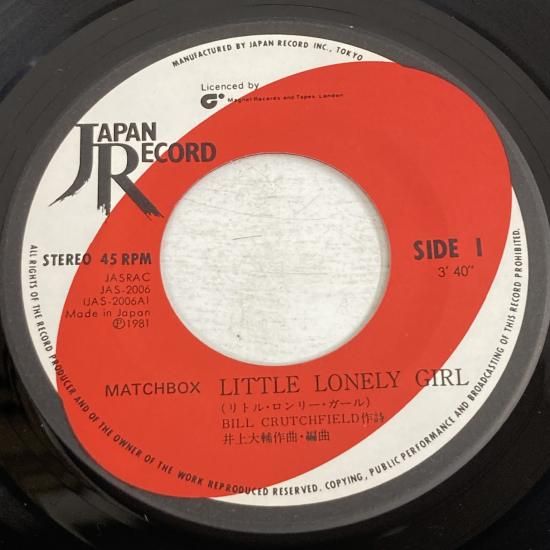 MANUFACTURED BY JAPAN RECORD INC., TOKYO
Licenced by
Magnet Records and Tapes, London
JAPAN
RECORD
STEREO 45 RPM
JASRAC
JAS-2006
(JAS-2006A)
Made in Japan
Ⓟ1981
SIDE 1
3' 40"
MATCHBOX LITTLE LONELY GIRL
(リトル・ロンリー・ガール)
BILL CRUTCHFIELD作詩
井上大輔作曲・編曲
ALL RIGHTS OF THE RECORD PRODUCER AND OF THE OWNER OF THE WORK REPRODUCED RESERVED. COPYING, PUBLIC PERFORMANCE AND BROADCASTING OF THIS RECORD PROHIBITED.